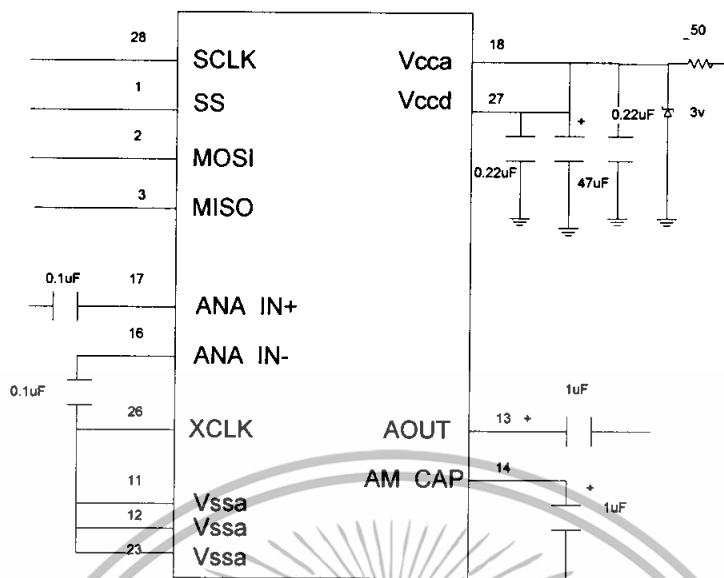 28
SCLK
Vcca
18
_50
1
SS
Vccd
27
+
0.22uF
3v
2
MOSI
0.22uF
47uF
3
MISO
0.1uF
17
ANA IN+
16
ANA IN-
0.1uF
26
XCLK
AOUT
13
+
1uF
11
Vssa
AM CAP
14
+
1uF
12
Vssa
23
Vssa